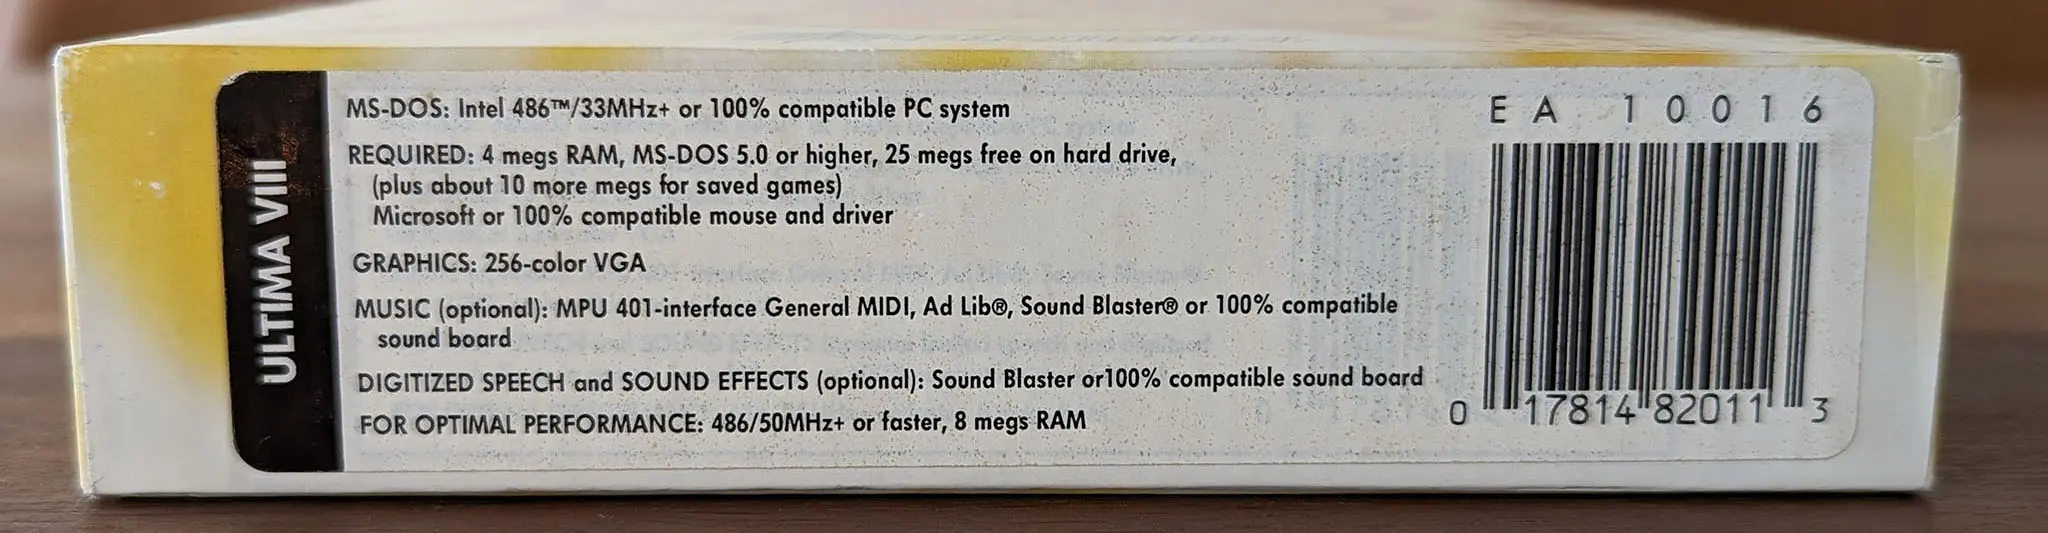 ULTIMA VIII
MS-DOS: Intel 486™/33MHz+ or 100% compatible PC system
REQUIRED: 4 megs RAM, MS-DOS 5.0 or higher, 25 megs free on hard drive,
(plus about 10 more megs for saved games)
Microsoft or 100% compatible mouse and driver
GRAPHICS: 256-color VGA
MUSIC (optional): MPU 401-interface General MIDI, Ad Lib®, Sound Blaster® or 100% compatible
sound board
DIGITIZED SPEECH and SOUND EFFECTS (optional): Sound Blaster or100% compatible sound board
FOR OPTIMAL PERFORMANCE: 486/50MHz+ or faster, 8 megs RAM
EA 10016
0 17814 82011 3